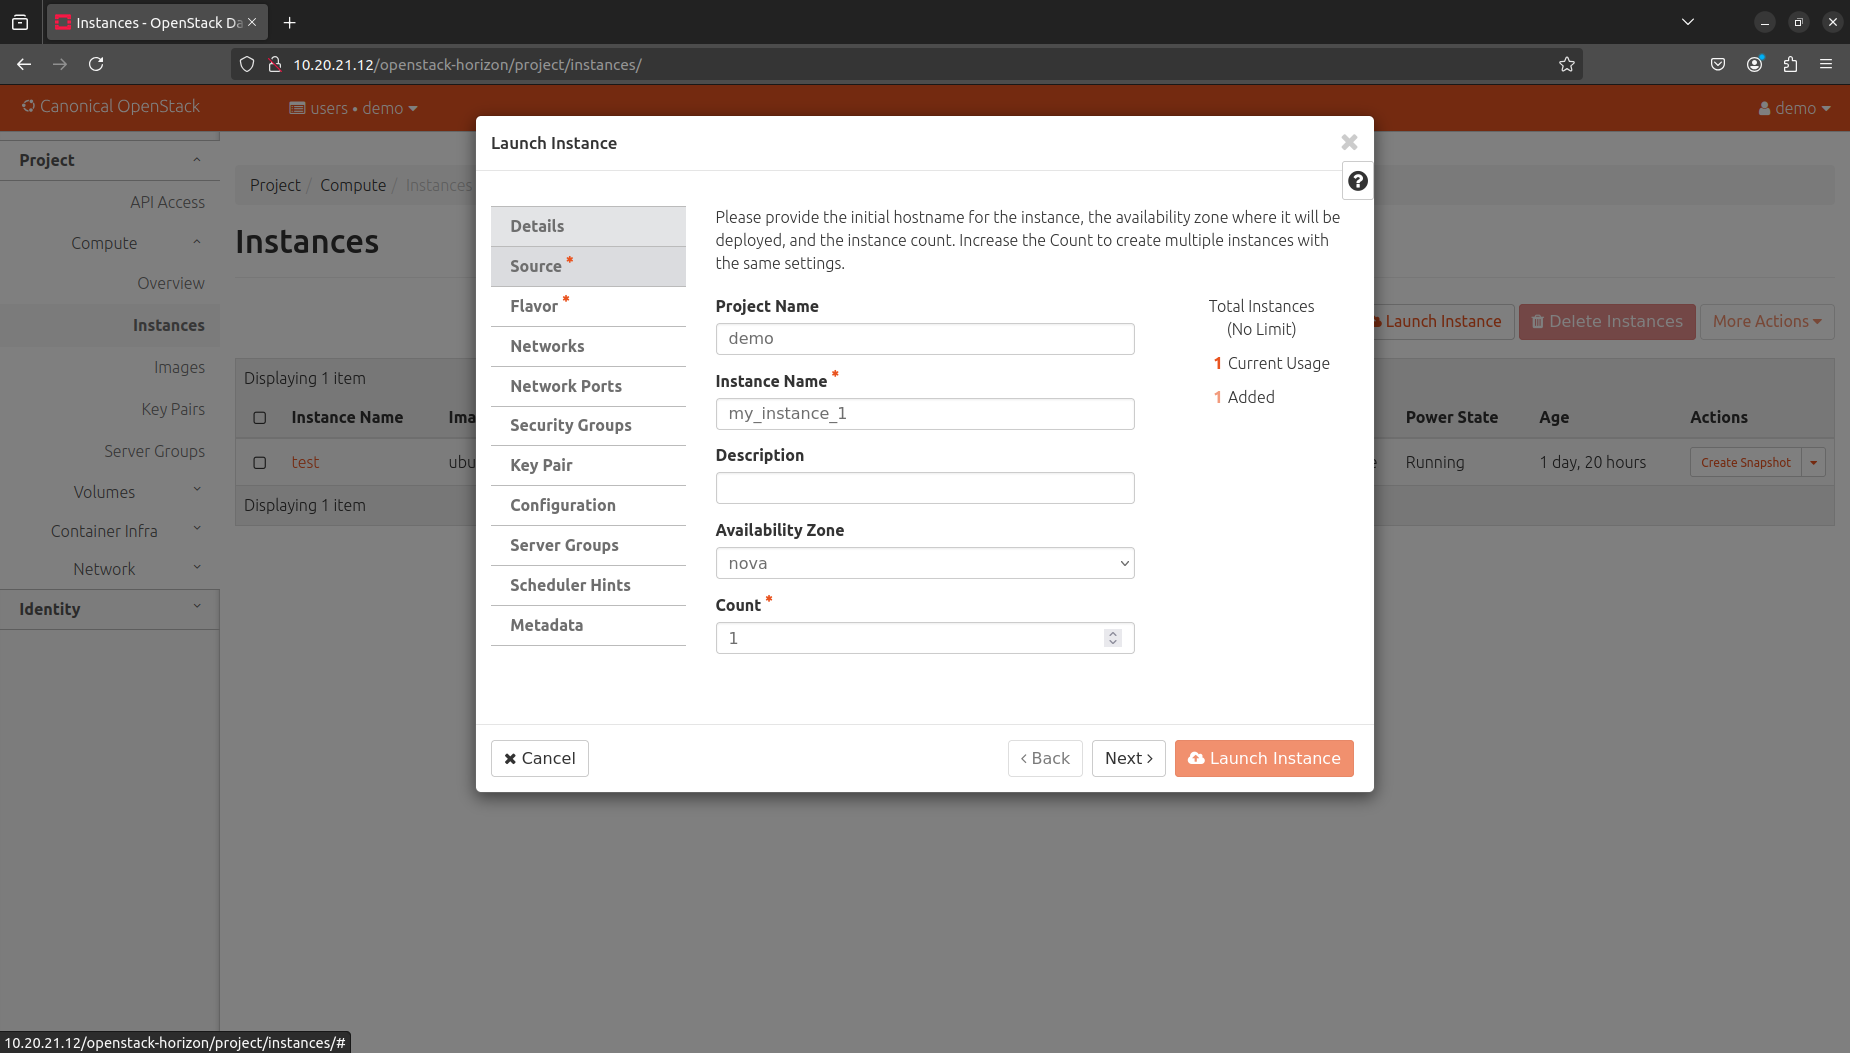 Instances - OpenStack Da
10.20.21.12/openstack-horizon/project/instances/
Canonical OpenStack
users • demo
demo
Project
API Access
Compute
Overview
Instances
Images
Key Pairs
Server Groups
Volumes
Container Infra
Network
Identity
Project / Compute / Instances
Instances
Launch Instance
Delete Instances
More Actions
Displaying 1 item
Instance Name
Ima
Power State
Age
Actions
test
ubu
Running
1 day, 20 hours
Create Snapshot
Displaying 1 item
Launch Instance
Details
Source *
Flavor *
Networks
Network Ports
Security Groups
Key Pair
Configuration
Server Groups
Scheduler Hints
Metadata
Please provide the initial hostname for the instance, the availability zone where it will be
deployed, and the instance count. Increase the Count to create multiple instances with
the same settings.
Project Name
demo
Instance Name *
my_instance_1
Description
Availability Zone
nova
Count *
1
Total Instances
(No Limit)
1 Current Usage
1 Added
Cancel
< Back
Next >
Launch Instance
10.20.21.12/openstack-horizon/project/instances/#